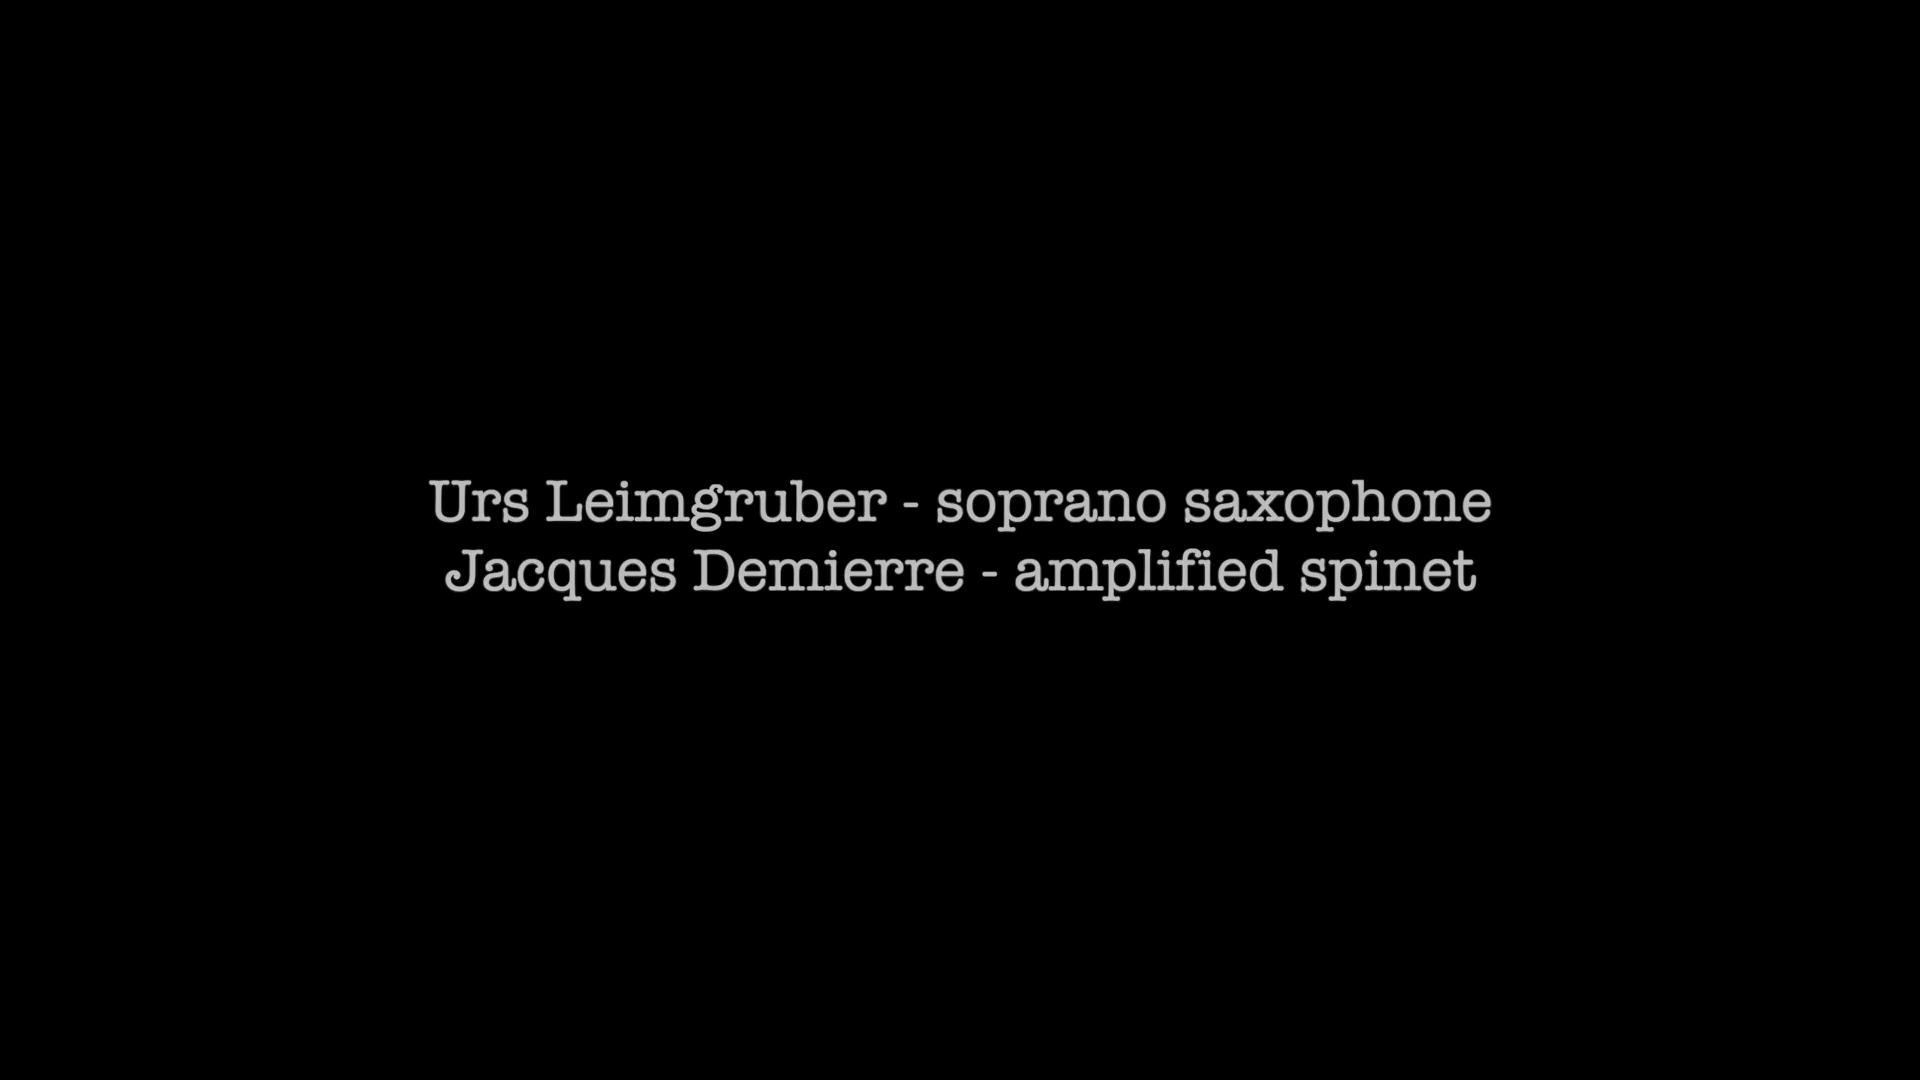 Urs Leimgruber - soprano saxophone
Jacques Demierre - amplified spinet